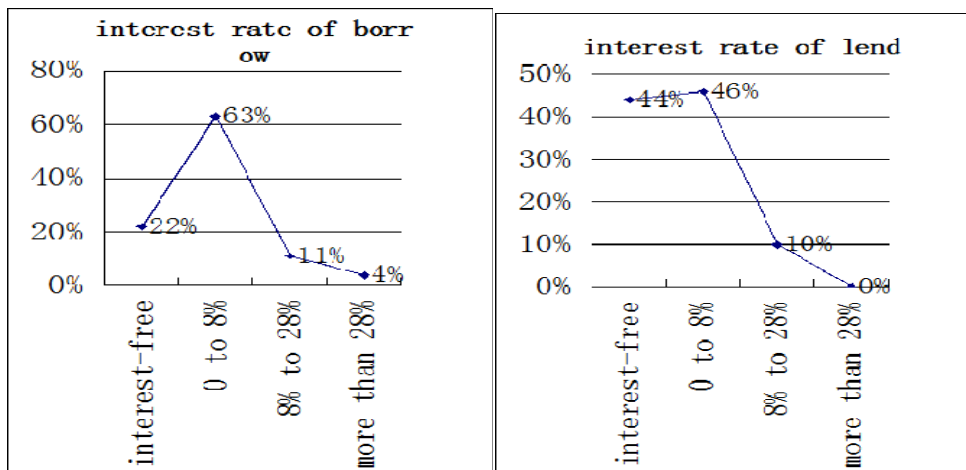 interest rate of borr
ow
80%
60%
40%
20%
0%
22%
63%
11%
4%
interest-free
0 to 8%
8% to 28%
more than 28%
interest rate of lend
50%
40%
30%
20%
10%
0%
44%
46%
10%
0%
interest-free
0 to 8%
8% to 28%
more than 28%